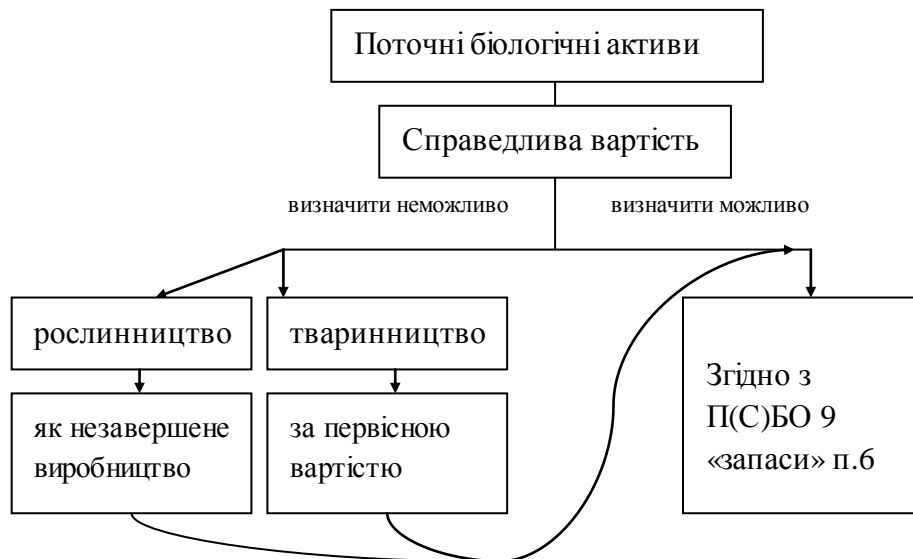 Поточні біологічні активи
Справедлива вартість
визначити неможливо
визначити можливо
рослинництво
тваринництво
як незавершене
виробництво
за первісною
вартістю
Згідно з
П(С)БО 9
«запаси» п.6